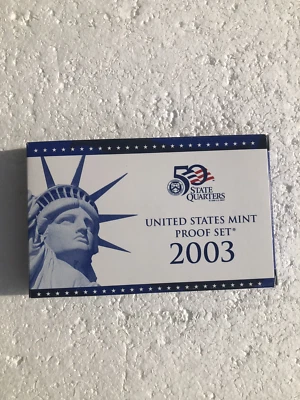 50
STATE
QUARTERS
UNITED STATES MINT
PROOF SET®
2003